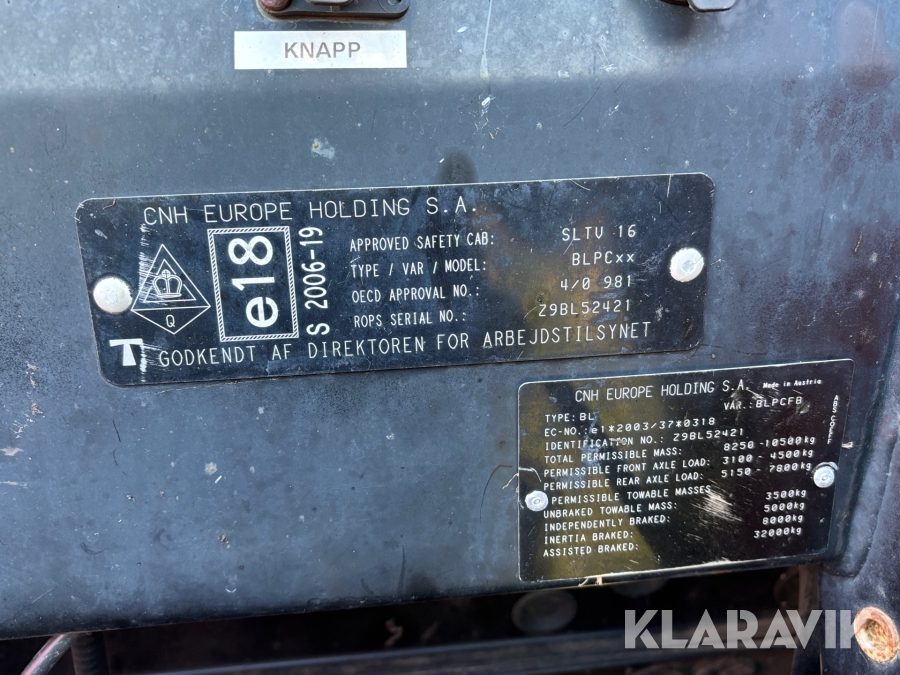 KNAPP
CNH EUROPE HOLDING S.A.
e18
S 2006-19
APPROVED SAFETY CAB: SLTV 16
TYPE / VAR / MODEL: BLPCxx
OECD APPROVAL NO.: 4/0 981
ROPS SERIAL NO.: Z9BL52421
Q
T GODKENDT AF DIREKTOREN FOR ARBEJDSTILSYNET
CNH EUROPE HOLDING S.A. Made in Austria
TYPE: BL VAR.: BLPCFB
EC-NO.: e1*2003/37*0318
IDENTIFICATION NO.: Z9BL52421
TOTAL PERMISSIBLE MASS: 8250 -10500kg
PERMISSIBLE FRONT AXLE LOAD: 3100 - 4500kg
PERMISSIBLE REAR AXLE LOAD: 5150 - 7800kg
PERMISSIBLE TOWABLE MASSES
UNBRAKED TOWABLE MASS: 3500kg
INDEPENDENTLY BRAKED: 5000kg
INERTIA BRAKED: 8000kg
ASSISTED BRAKED: 32000kg
KLARAVIK